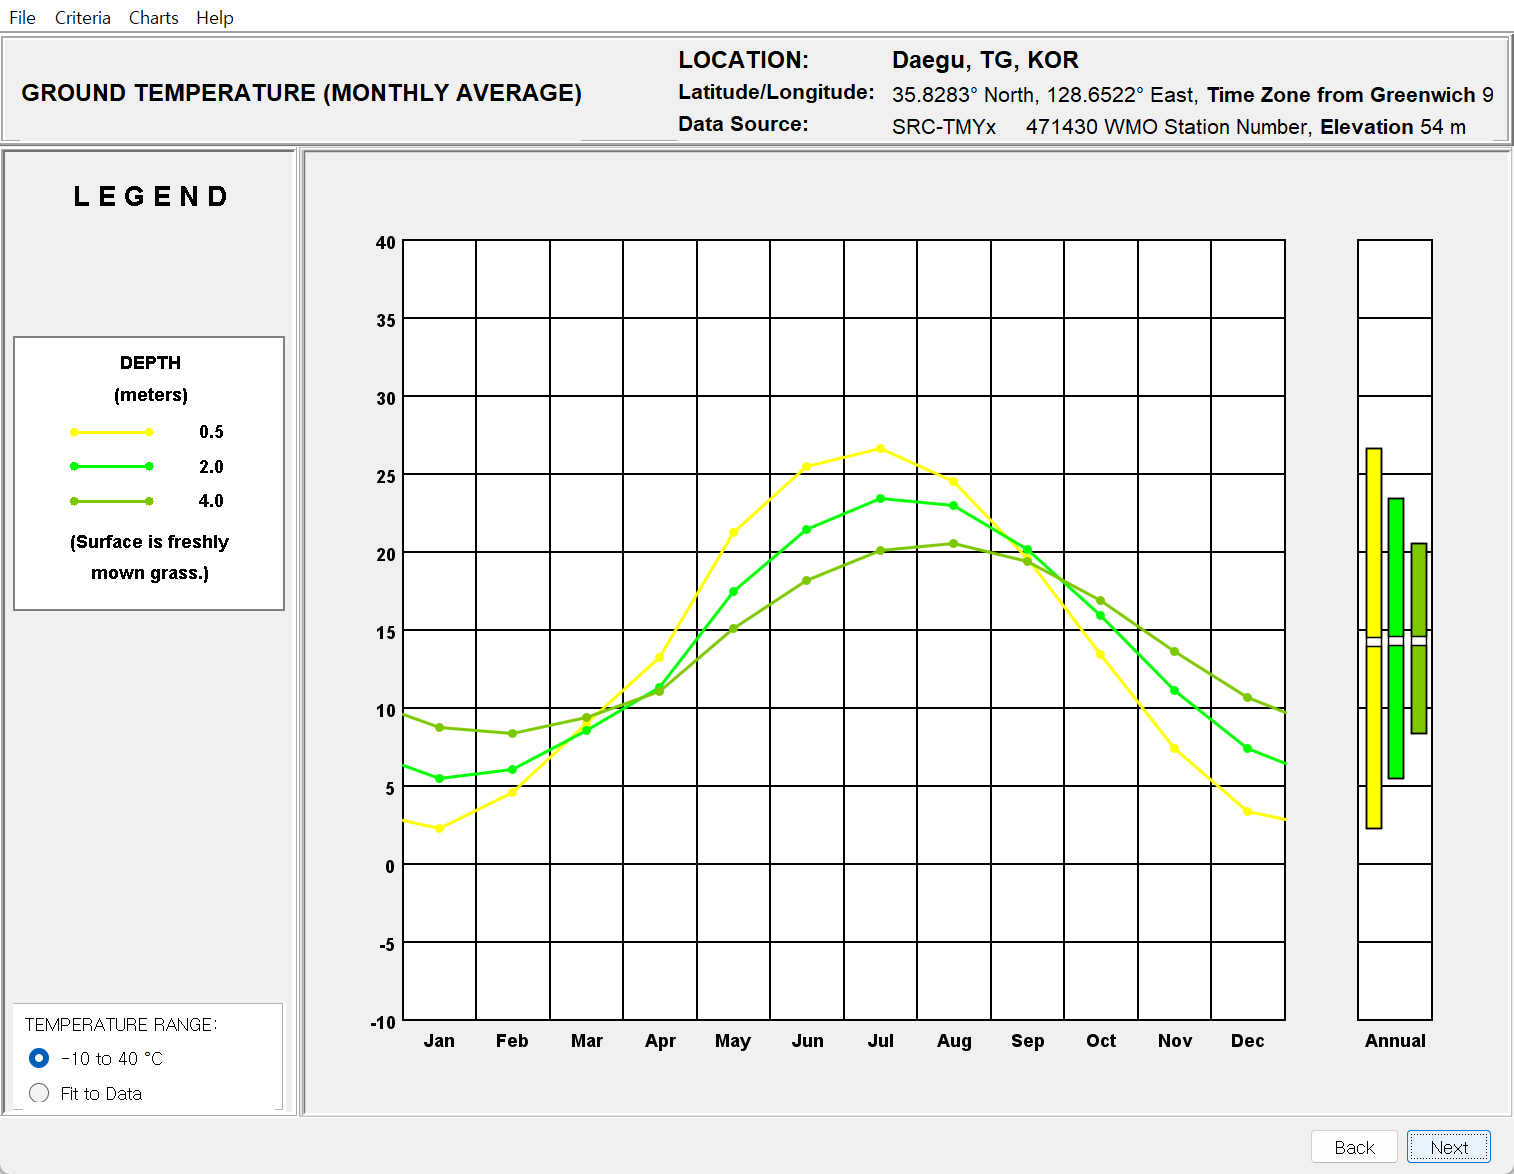 File Criteria Charts Help
GROUND TEMPERATURE (MONTHLY AVERAGE)
LOCATION: Daegu, TG, KOR
Latitude/Longitude: 35.8283° North, 128.6522° East, Time Zone from Greenwich 9
Data Source: SRC-TMYx 471430 WMO Station Number, Elevation 54 m
LEGEND
DEPTH
(meters)
0.5
2.0
4.0
(Surface is freshly
mown grass.)
TEMPERATURE RANGE:
-10 to 40 °C
Fit to Data
40
35
30
25
20
15
10
5
0
-5
-10
Jan Feb Mar Apr May Jun Jul Aug Sep Oct Nov Dec Annual
Back Next